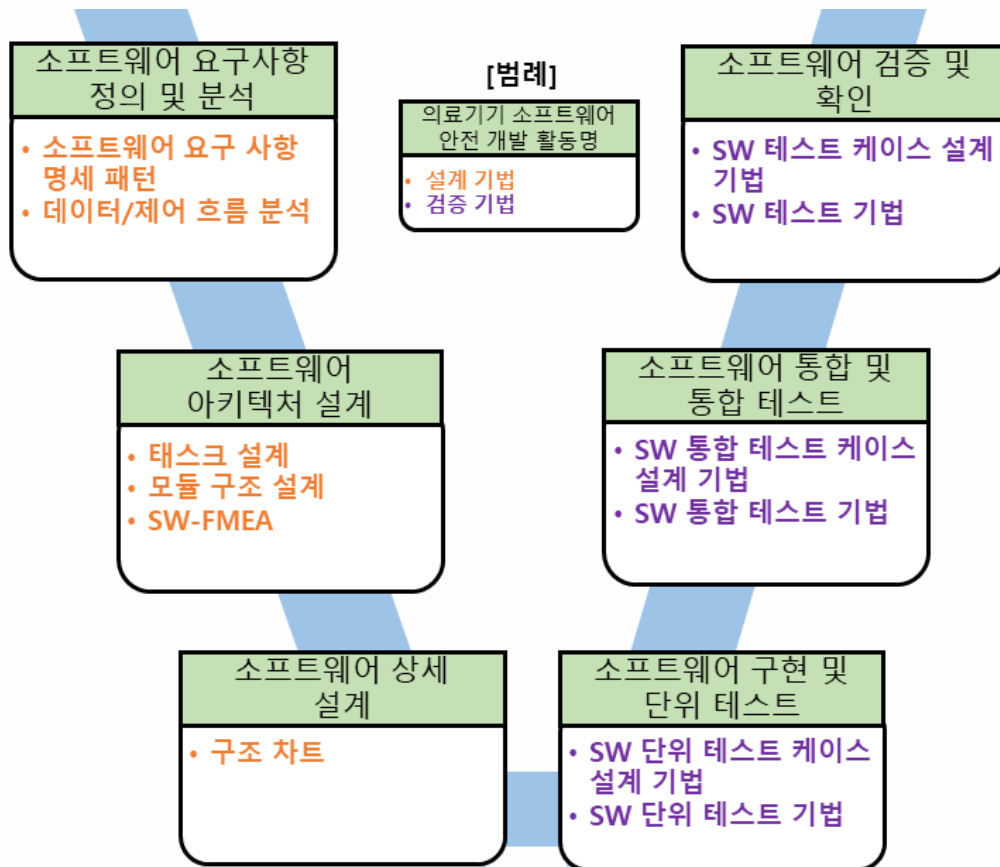 소프트웨어 요구사항
정의 및 분석
• 소프트웨어 요구 사항
명세 패턴
• 데이터/제어 흐름 분석
[범례]
의료기기 소프트웨어
안전 개발 활동명
• 설계 기법
• 검증 기법
소프트웨어 검증 및
확인
• SW 테스트 케이스 설계
기법
• SW 테스트 기법
소프트웨어
아키텍처 설계
• 태스크 설계
• 모듈 구조 설계
• SW-FMEA
소프트웨어 통합 및
통합 테스트
• SW 통합 테스트 케이스
설계 기법
• SW 통합 테스트 기법
소프트웨어 상세
설계
• 구조 차트
소프트웨어 구현 및
단위 테스트
• SW 단위 테스트 케이스
설계 기법
• SW 단위 테스트 기법